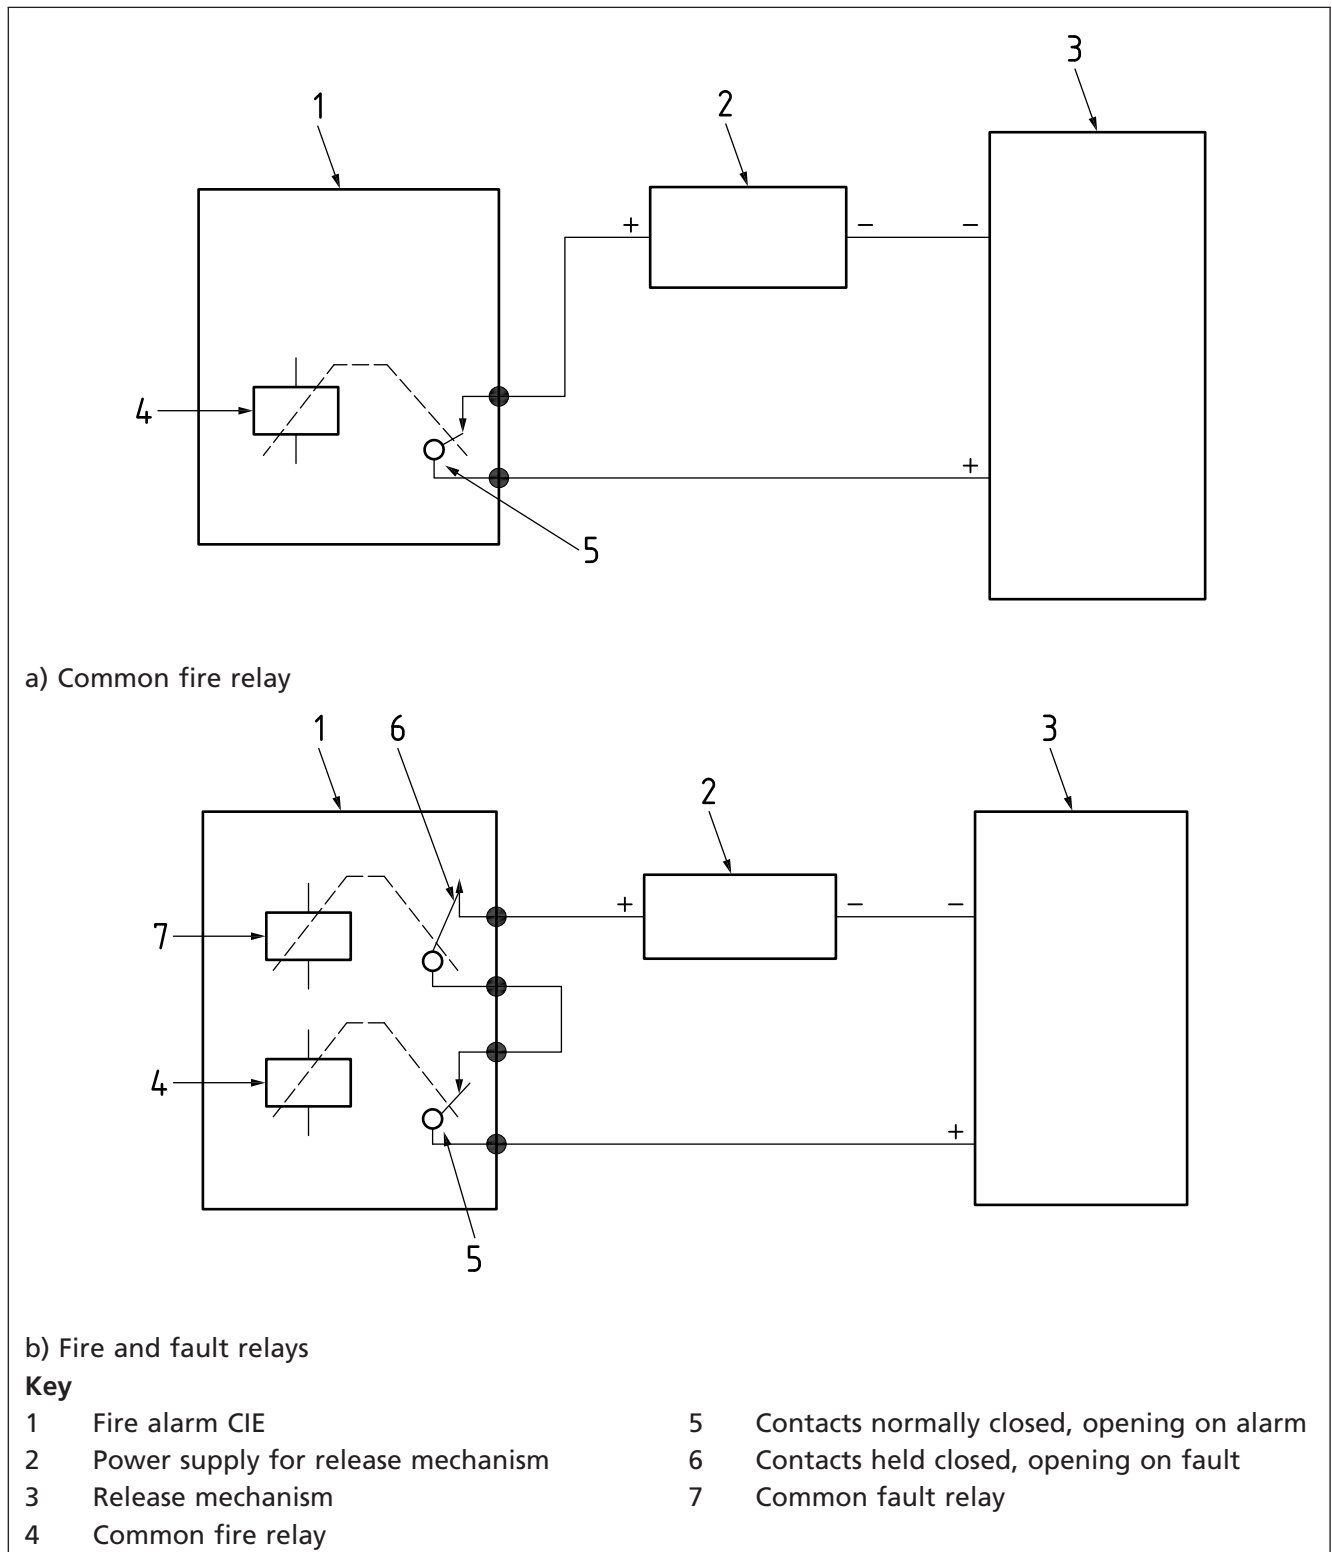 3
1
2
+
−
−
4
+
5
a) Common fire relay
1
6
3
2
+
−
−
7
4
+
5
b) Fire and fault relays
Key
1 Fire alarm CIE
2 Power supply for release mechanism
3 Release mechanism
4 Common fire relay
5 Contacts normally closed, opening on alarm
6 Contacts held closed, opening on fault
7 Common fault relay